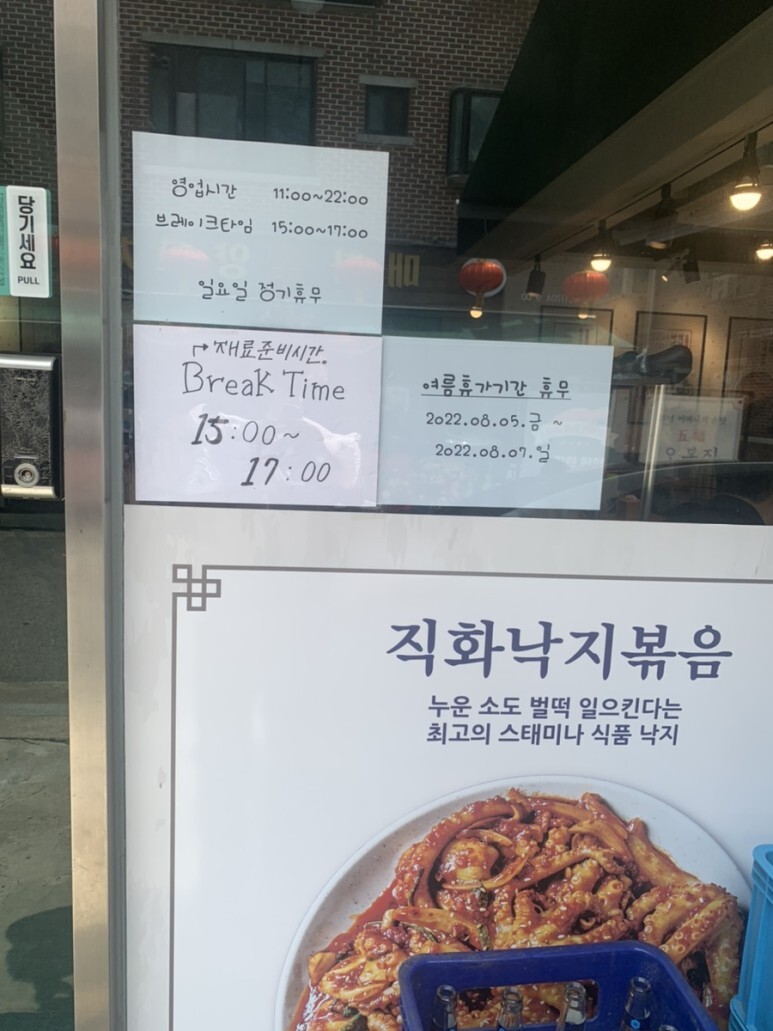 당기세요
PULL
영업시간 11:00~22:00
브레이크타임 15:00~17:00
일요일 정기휴무
재료준비시간.
Break Time
15:00~
17:00
여름휴가기간 휴무
2022.08.05.금 ~
2022.08.07.일
오복지
직화낙지볶음
누운 소도 벌떡 일으킨다는
최고의 스태미나 식품 낙지